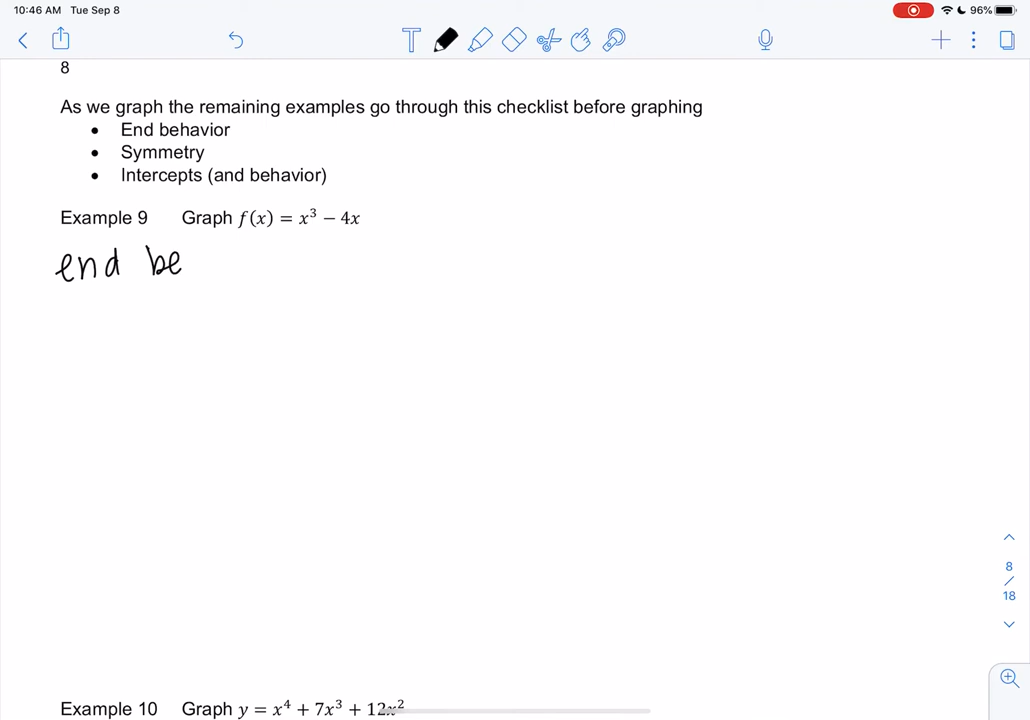 10:46 AM Tue Sep 8 96%
8
As we graph the remaining examples go through this checklist before graphing
• End behavior
• Symmetry
• Intercepts (and behavior)
Example 9 Graph f(x) = x³ − 4x
end be
8
/
18
Example 10 Graph y = x⁴ + 7x³ + 12x²